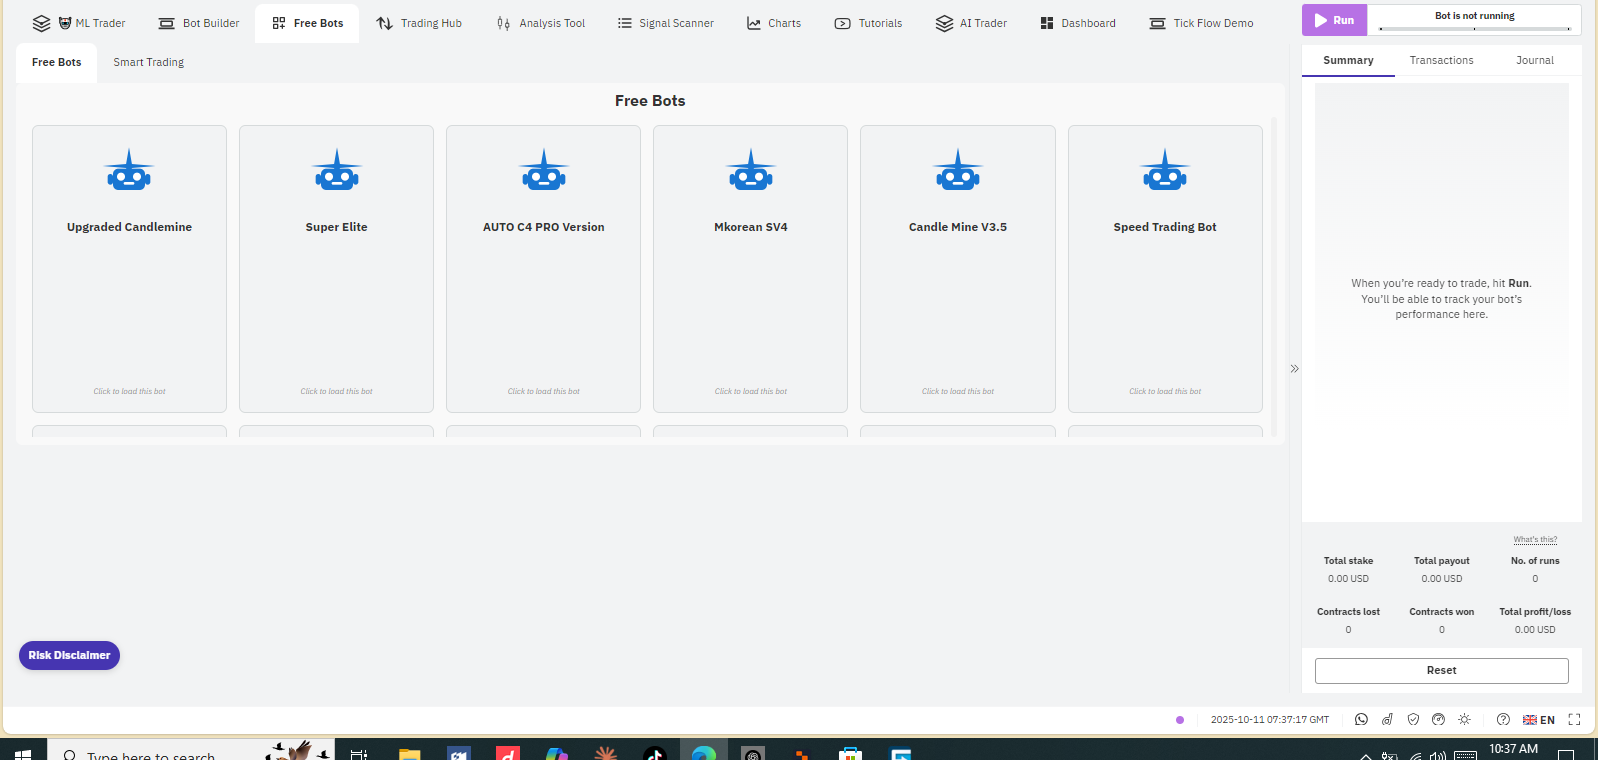 ML Trader
Bot Builder
Free Bots
Trading Hub
Analysis Tool
Signal Scanner
Charts
Tutorials
AI Trader
Dashboard
Tick Flow Demo
Run
Bot is not running
Free Bots
Smart Trading
Summary
Transactions
Journal
Free Bots
Upgraded Candlemine
Super Elite
AUTO C4 PRO Version
Mkorean SV4
Candle Mine V3.5
Speed Trading Bot
Click to load this bot
Click to load this bot
Click to load this bot
Click to load this bot
Click to load this bot
Click to load this bot
When you're ready to trade, hit Run.
You'll be able to track your bot's
performance here.
What's this?
Total stake
Total payout
No. of runs
0.00 USD
0.00 USD
0
Contracts lost
Contracts won
Total profit/loss
0
0
0.00 USD
Risk Disclaimer
Reset
2025-10-11 07:37:17 GMT
EN
Type here to search
10:37 AM